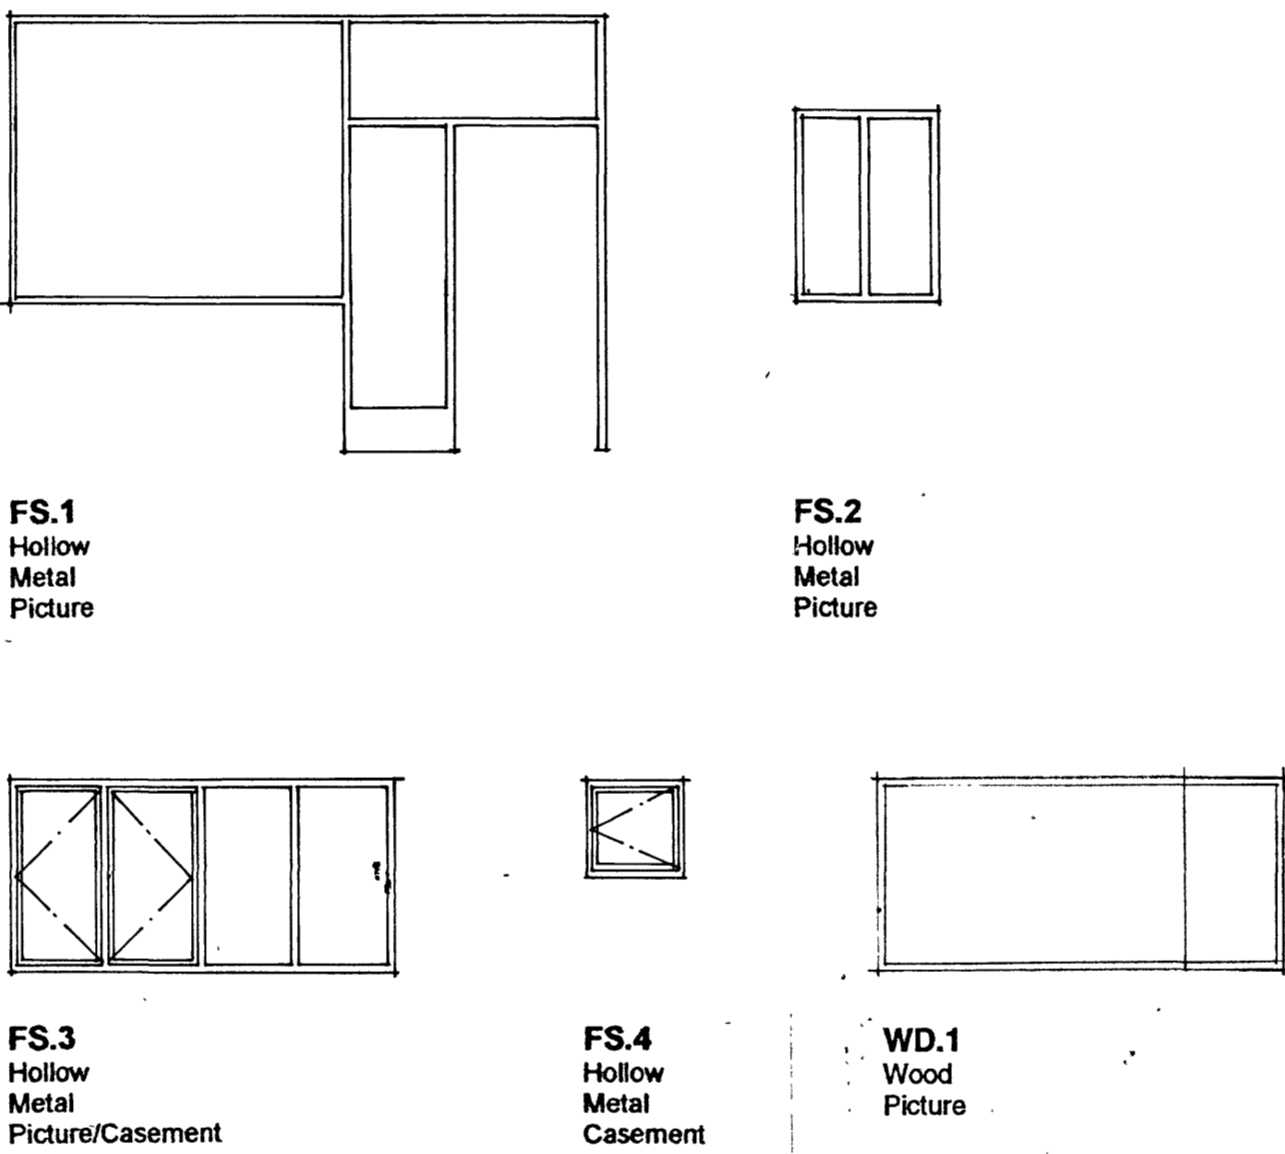 FS.1
Hollow
Metal
Picture
FS.2
Hollow
Metal
Picture
FS.3
Hollow
Metal
Picture/Casement
FS.4
Hollow
Metal
Casement
WD.1
Wood
Picture